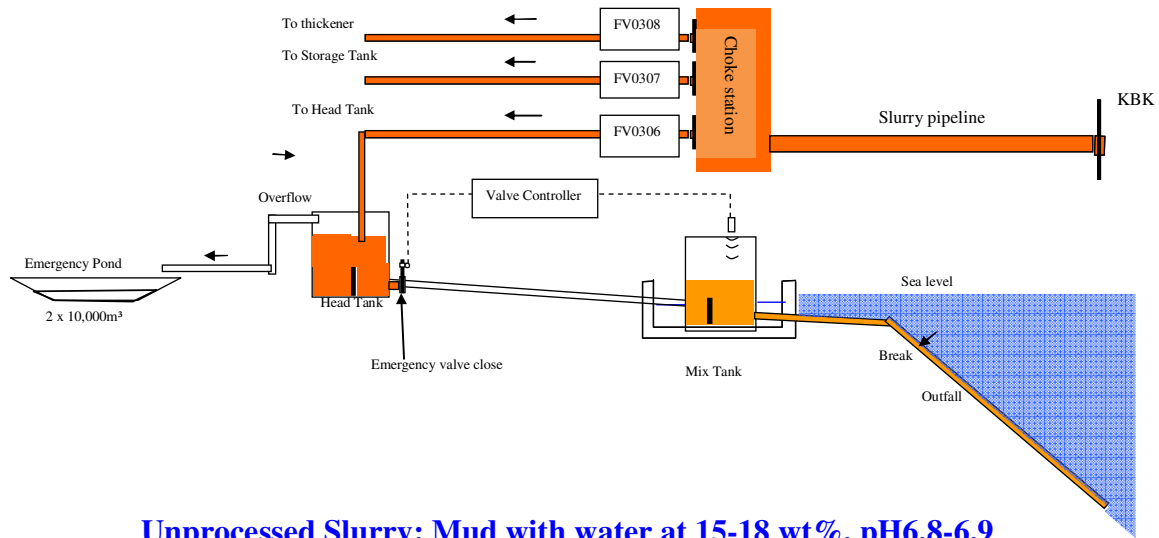 To thickener
FV0308
To Storage Tank
FV0307
To Head Tank
FV0306
Choke station
Slurry pipeline
KBK
Overflow
Valve Controller
Emergency Pond
2 x 10,000m³
Head Tank
Emergency valve close
Mix Tank
Sea level
Break
Outfall
Unprocessed Slurry: Mud with water at 15-18 wt%, pH6.8-6.9